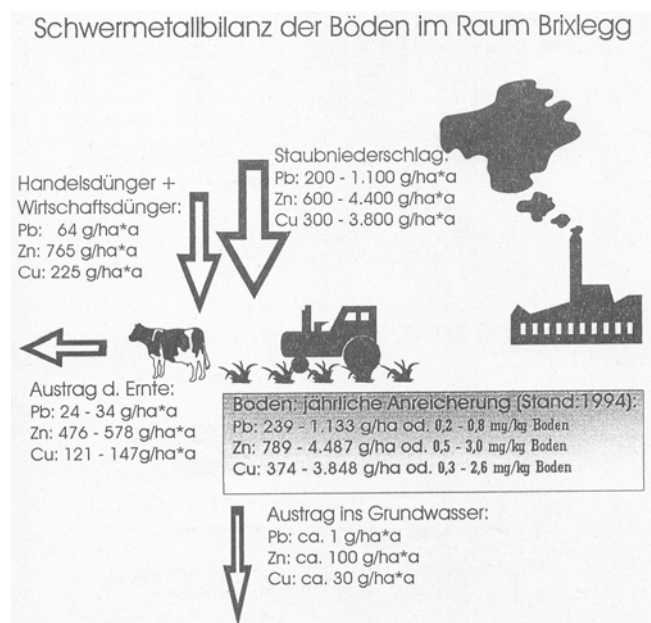 Schwermetallbilanz der Böden im Raum Brixlegg
Staubniederschlag:
Pb: 200 - 1.100 g/ha*a
Zn: 600 - 4.400 g/ha*a
Cu 300 - 3.800 g/ha*a
Handelsdünger +
Wirtschaftsdünger:
Pb: 64 g/ha*a
Zn: 765 g/ha*a
Cu: 225 g/ha*a
Austrag d. Ernte:
Pb: 24 - 34 g/ha*a
Zn: 476 - 578 g/ha*a
Cu: 121 - 147g/ha*a
Boden: jährliche Anreicherung (Stand:1994):
Pb: 239 - 1.133 g/ha od. 0,2 - 0,8 mg/kg Boden
Zn: 789 - 4.487 g/ha od. 0,5 - 3,0 mg/kg Boden
Cu: 374 - 3.848 g/ha od. 0,3 - 2,6 mg/kg Boden
Austrag ins Grundwasser:
Pb: ca. 1 g/ha*a
Zn: ca. 100 g/ha*a
Cu: ca. 30 g/ha*a